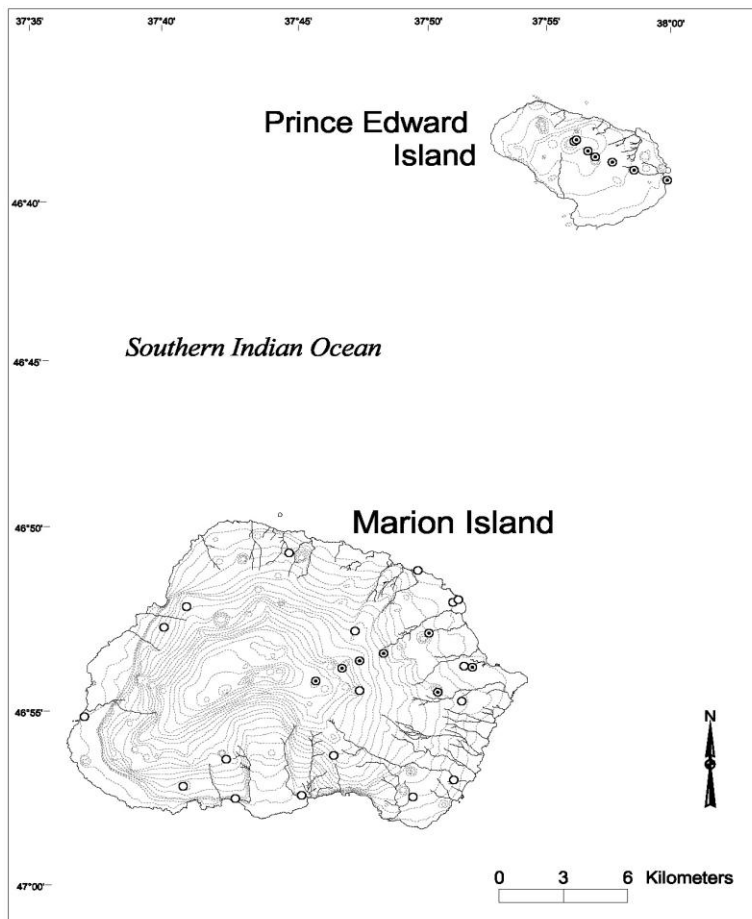 37°35' 37°40' 37°45' 37°50' 37°55' 38°00'
Prince Edward
Island
46°40'
46°45'
Southern Indian Ocean
46°50'
Marion Island
46°55'
N
47°00'
0 3 6 Kilometers